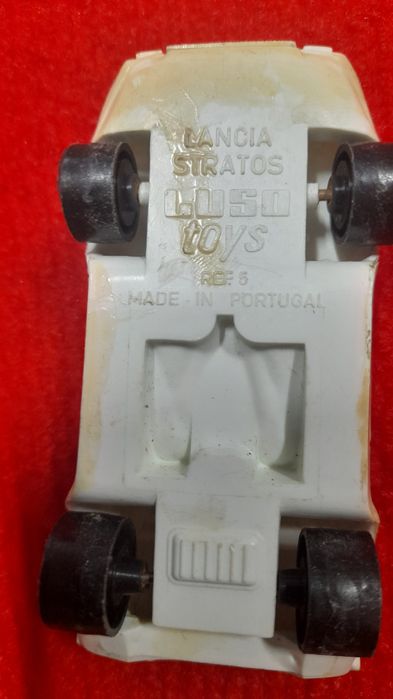 LANCIA
STRATOS
LUSO
toys
REF 6
MADE - IN PORTUGAL